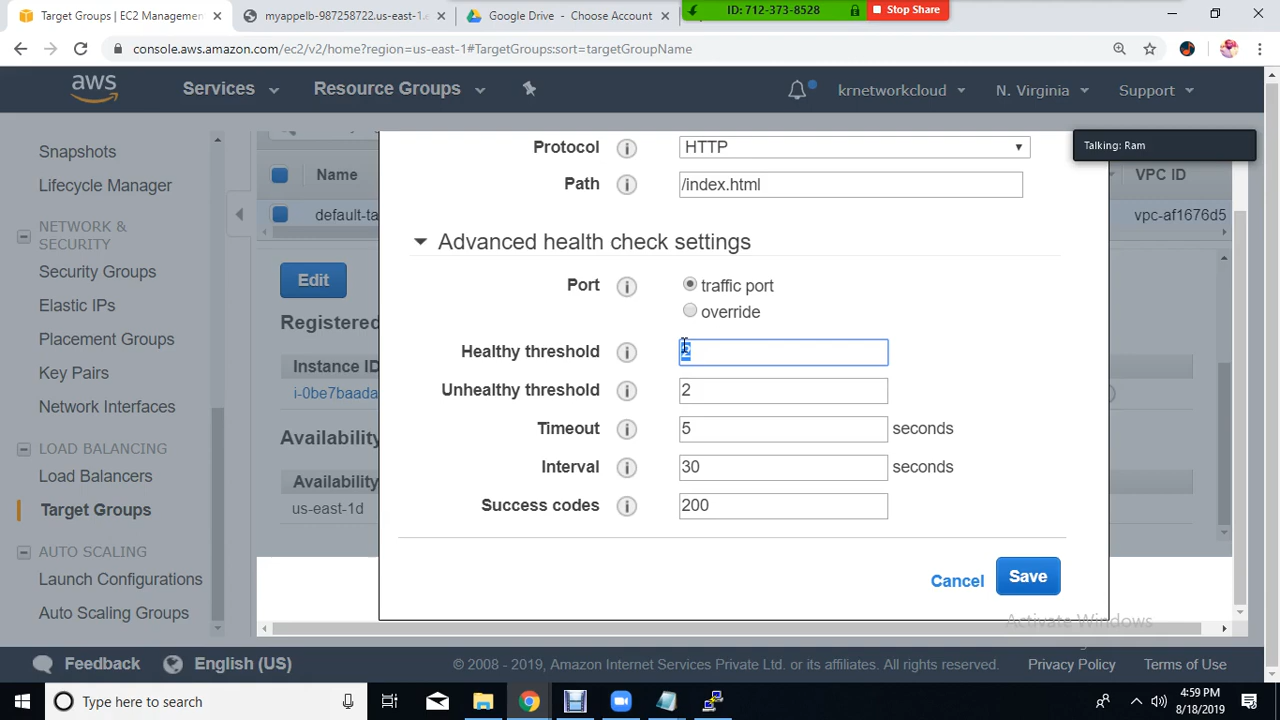 Target Groups | EC2 Management
myappelb-987258722.us-east-1.e
Google Drive - Choose Account
ID: 712-373-8528
Stop Share
console.aws.amazon.com/ec2/v2/home?region=us-east-1#TargetGroups:sort=targetGroupName
aws
Services
Resource Groups
krnetworkcloud
N. Virginia
Support
Talking: Ram
Snapshots
Lifecycle Manager
NETWORK &
SECURITY
Security Groups
Elastic IPs
Placement Groups
Key Pairs
Network Interfaces
LOAD BALANCING
Load Balancers
Target Groups
AUTO SCALING
Launch Configurations
Auto Scaling Groups
Name
VPC ID
default-ta
vpc-af1676d5
Edit
Registered
Instance ID
i-0be7baada
Availability
Availability
us-east-1d
Protocol
HTTP
Path
/index.html
Advanced health check settings
Port
traffic port
override
Healthy threshold
Unhealthy threshold
2
Timeout
5
seconds
Interval
30
seconds
Success codes
200
Cancel
Save
Activate Windows
Feedback
English (US)
© 2008 - 2019, Amazon Internet Services Private Ltd. or its affiliates. All rights reserved.
Privacy Policy
Terms of Use
Type here to search
4:59 PM
8/18/2019